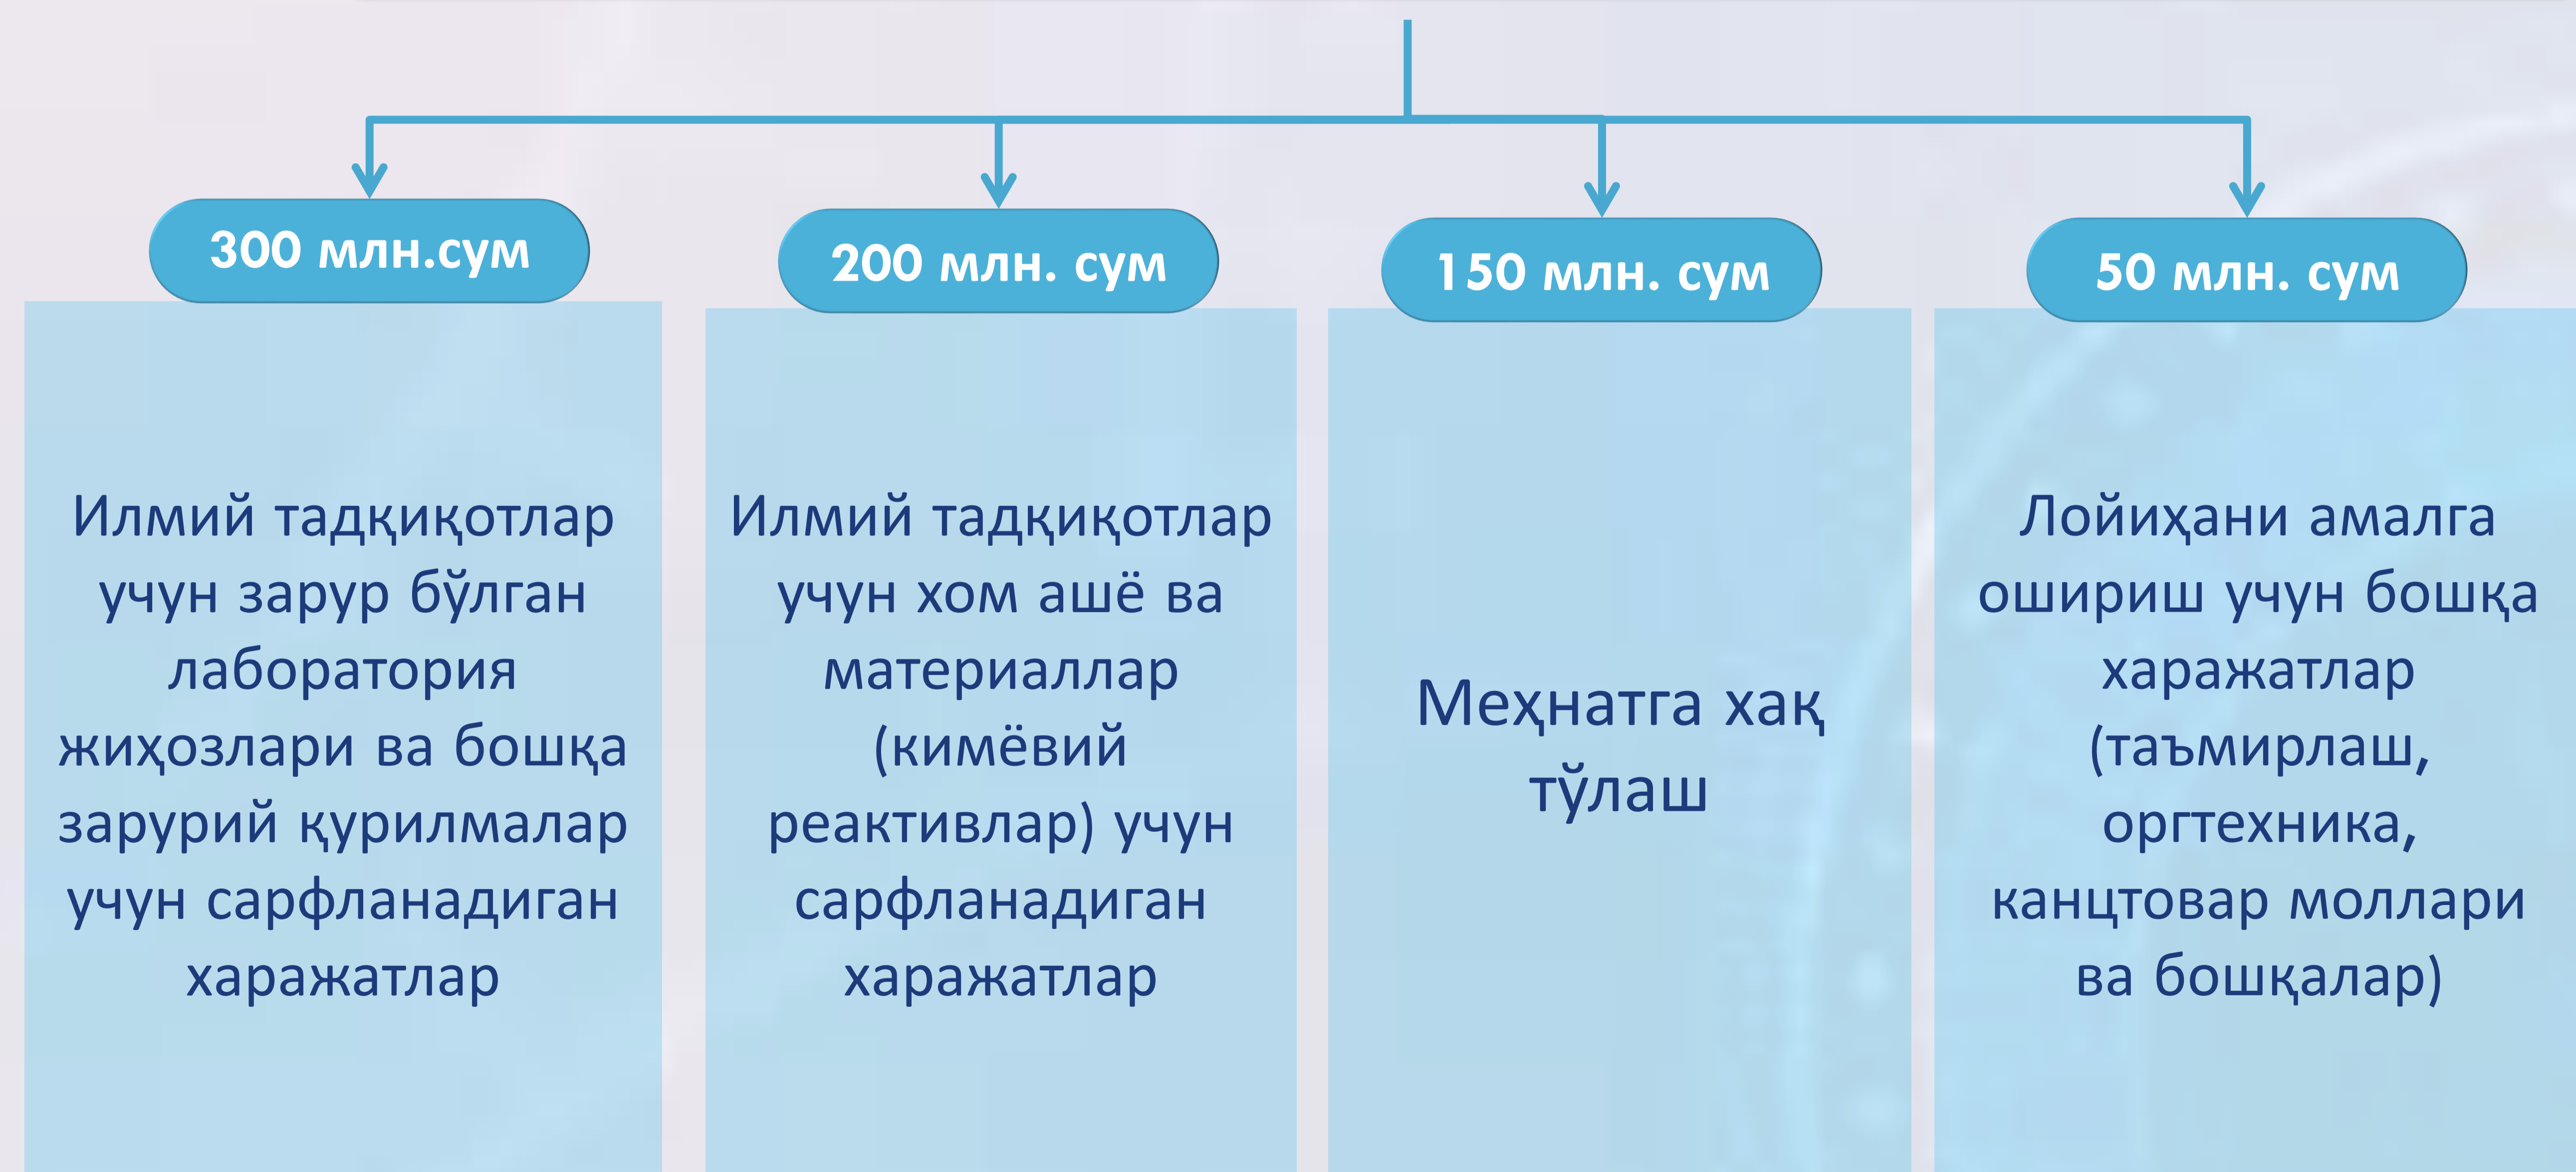 300 млн.сум
Илмий тадқиқотлар
учун зарур бўлган
лаборатория
жиҳозлари ва бошқа
зарурий қурилмалар
учун сарфланадиган
харажатлар
200 млн. сум
Илмий тадқиқотлар
учун хом ашё ва
материаллар
(кимёвий
реактивлар) учун
сарфланадиган
харажатлар
150 млн. сум
Меҳнатга хақ
тўлаш
50 млн. сум
Лойиҳани амалга
ошириш учун бошқа
харажатлар
(таъмирлаш,
оргтехника,
канцтовар моллари
ва бошқалар)